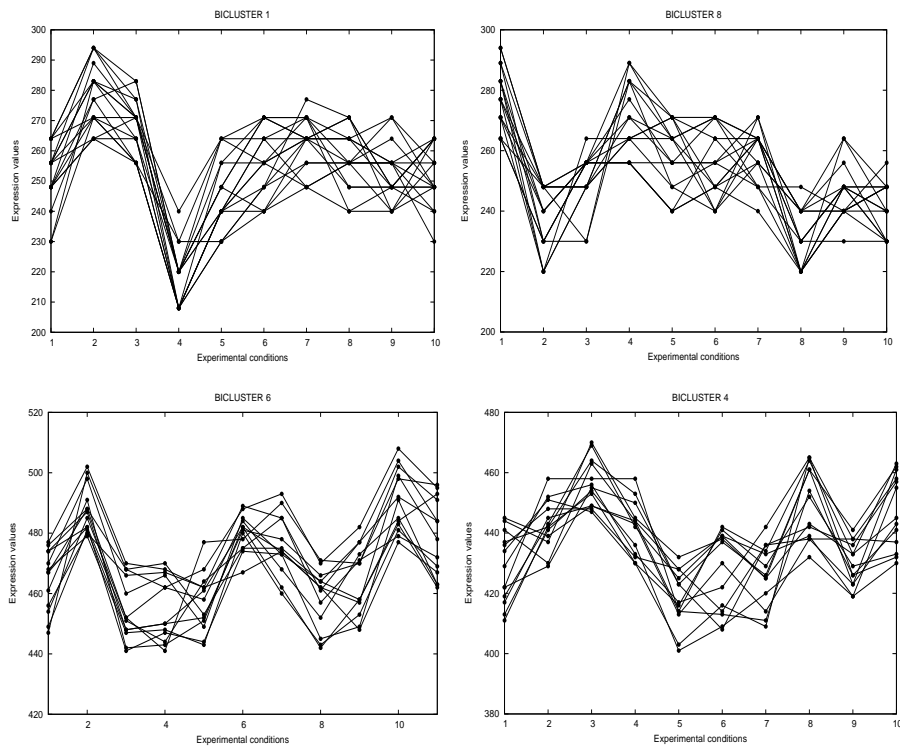 BICLUSTER 1
300
290
280
270
260
250
240
230
220
210
200
Expression values
1 2 3 4 5 6 7 8 9 10
Experimental conditions
BICLUSTER 8
300
280
260
240
220
200
Expression values
1 2 3 4 5 6 7 8 9 10
Experimental conditions
BICLUSTER 6
520
500
480
460
440
420
Expression values
2 4 6 8 10
Experimental conditions
BICLUSTER 4
480
460
440
420
400
380
Expression values
1 2 3 4 5 6 7 8 9 10
Experimental conditions